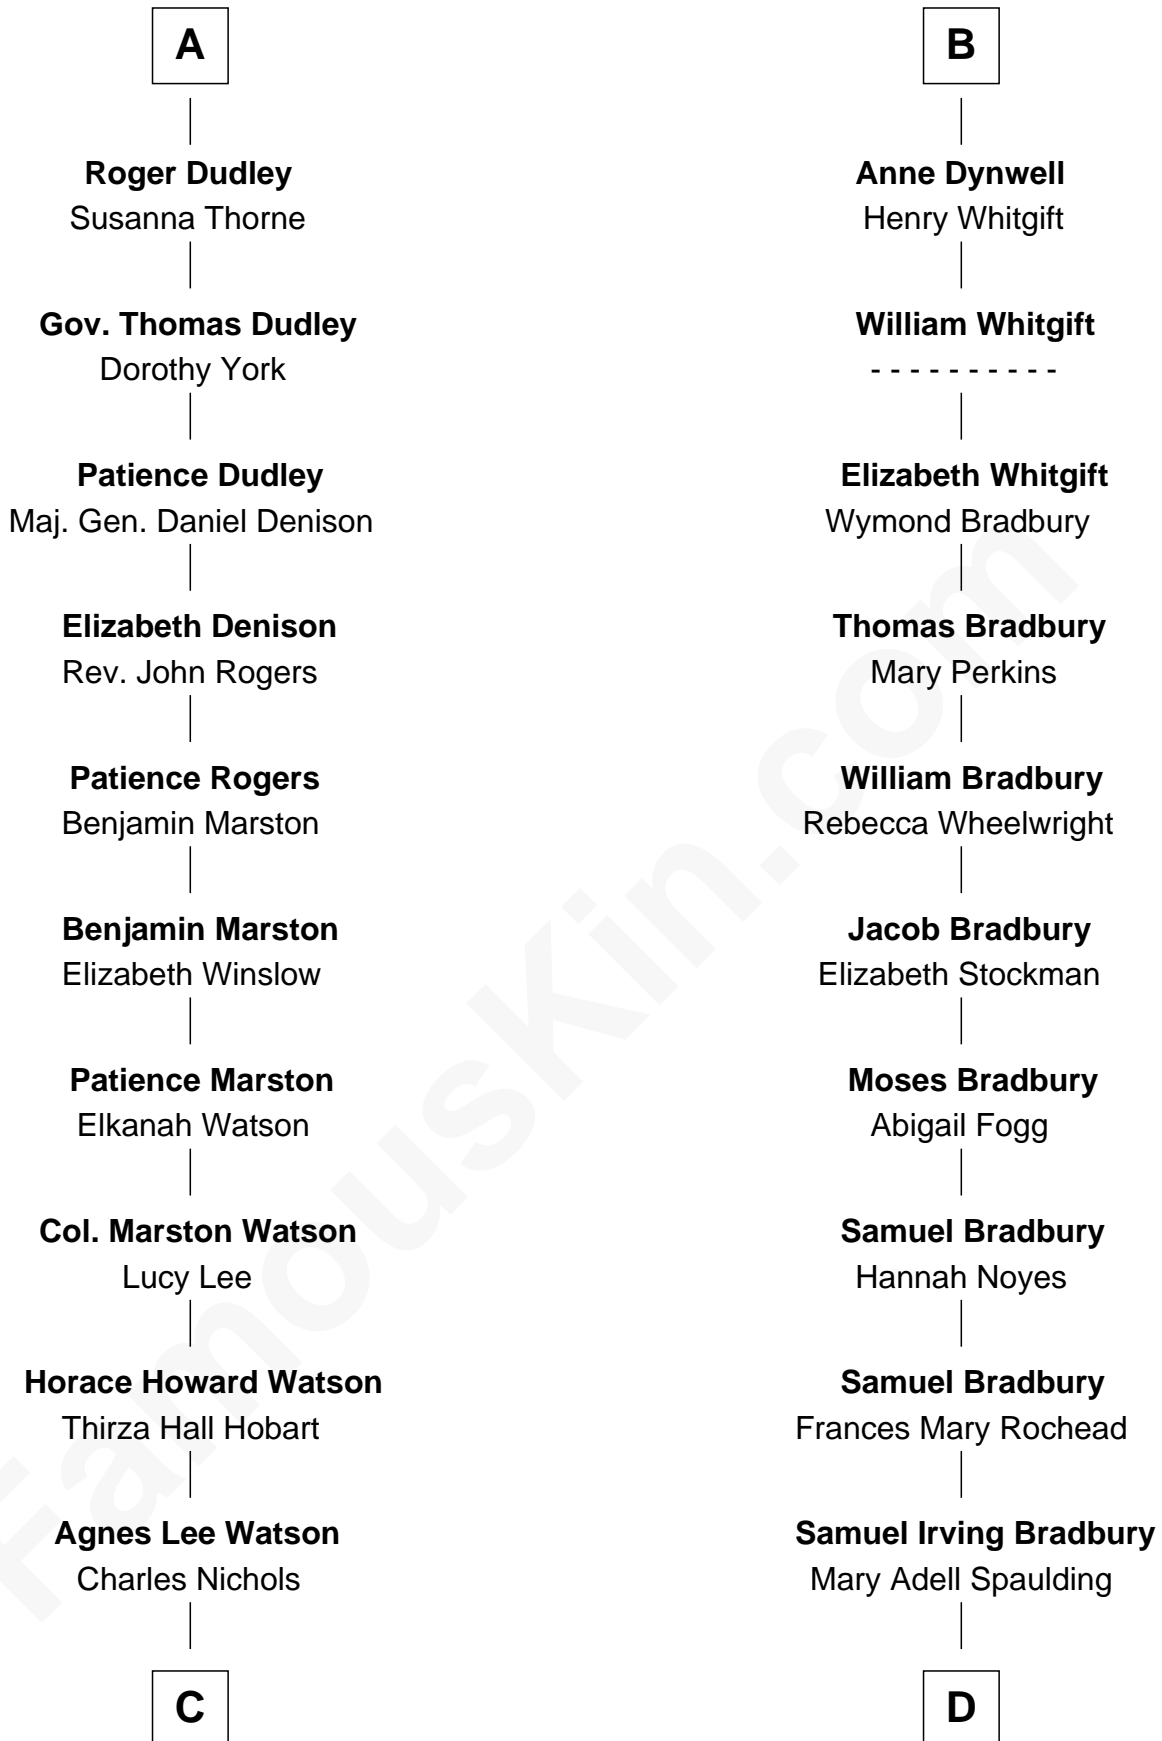 A
Roger Dudley
Susanna Thorne
Gov. Thomas Dudley
Dorothy York
Patience Dudley
Maj. Gen. Daniel Denison
Elizabeth Denison
Rev. John Rogers
Patience Rogers
Benjamin Marston
Benjamin Marston
Elizabeth Winslow
Patience Marston
Elkanah Watson
Col. Marston Watson
Lucy Lee
Horace Howard Watson
Thirza Hall Hobart
Agnes Lee Watson
Charles Nichols
C
B
Anne Dynwell
Henry Whitgift
William Whitgift
- - - - - - - - - -
Elizabeth Whitgift
Wymond Bradbury
Thomas Bradbury
Mary Perkins
William Bradbury
Rebecca Wheelwright
Jacob Bradbury
Elizabeth Stockman
Moses Bradbury
Abigail Fogg
Samuel Bradbury
Hannah Noyes
Samuel Bradbury
Frances Mary Rochead
Samuel Irving Bradbury
Mary Adell Spaulding
D
FamousKin.com